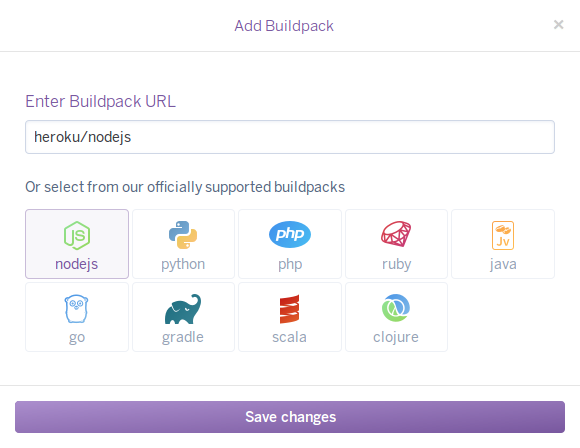 Add Buildpack ×
Enter Buildpack URL
heroku/nodejs
Or select from our officially supported buildpacks
JS php Jv
nodejs python php ruby java
go gradle scala clojure
Save changes